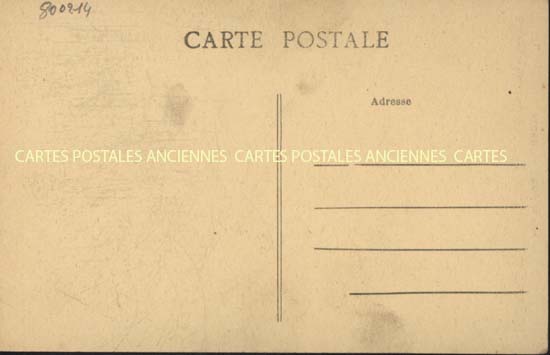 800214
CARTE POSTALE
Adresse
CARTES POSTALES ANCIENNES CARTES POSTALES ANCIENNES CARTES